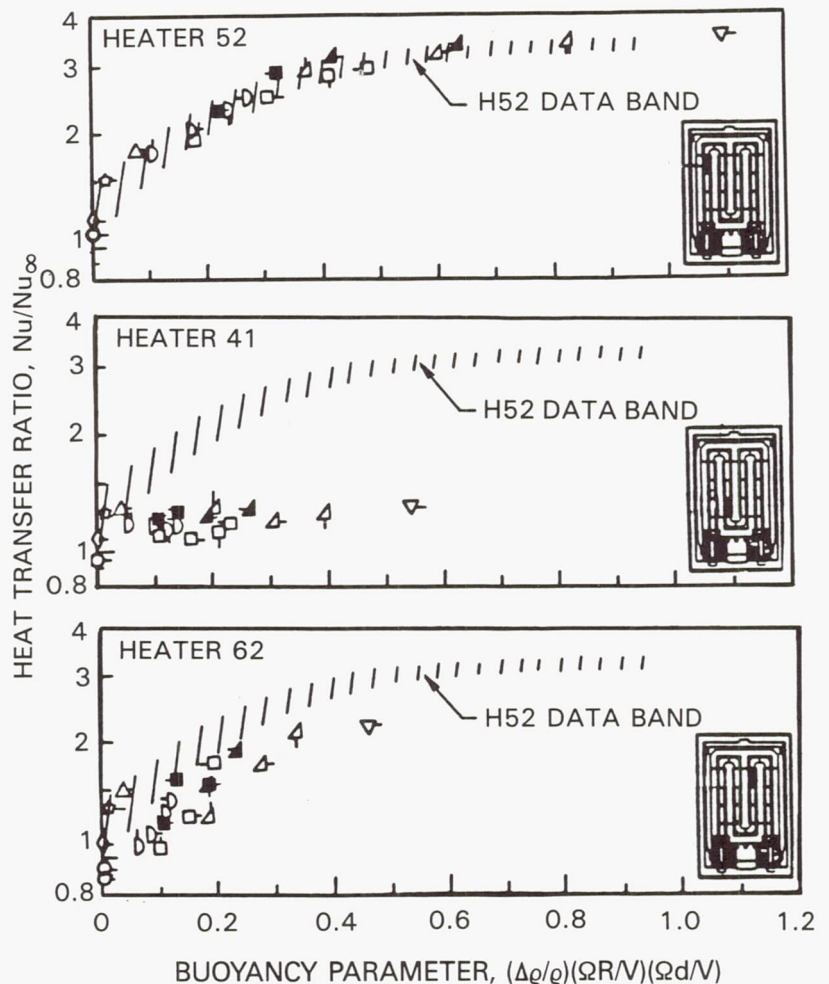 HEAT TRANSFER RATIO, Nu/Nu∞
4
HEATER 52
3
H52 DATA BAND
2
1
0.8
4
HEATER 41
3
H52 DATA BAND
2
1
0.8
4
HEATER 62
3
H52 DATA BAND
2
1
0.8
0 0.2 0.4 0.6 0.8 1.0 1.2
BUOYANCY PARAMETER, (Δϱ/ϱ)(ΩR/V)(Ωd/V)